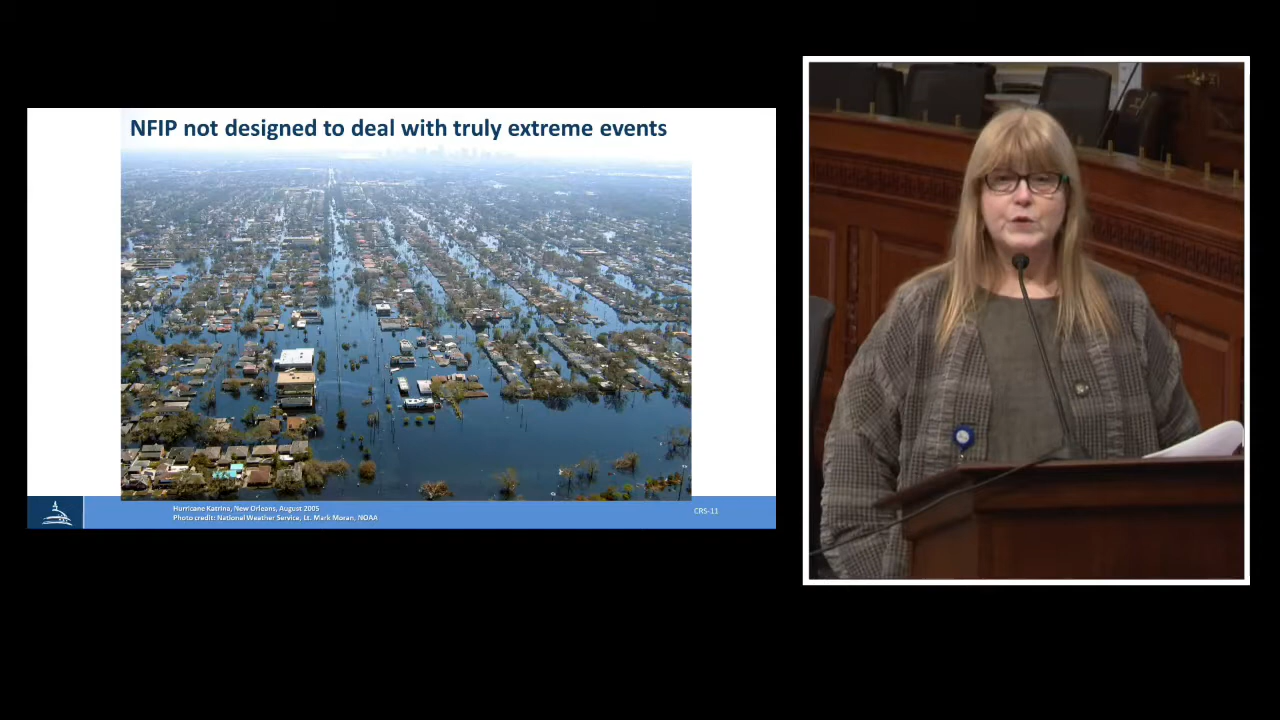 NFIP not designed to deal with truly extreme events
Hurricane Katrina, New Orleans, August 2005
Photo credit: National Weather Service, Lt. Mark Moran, NOAA
CRS-11